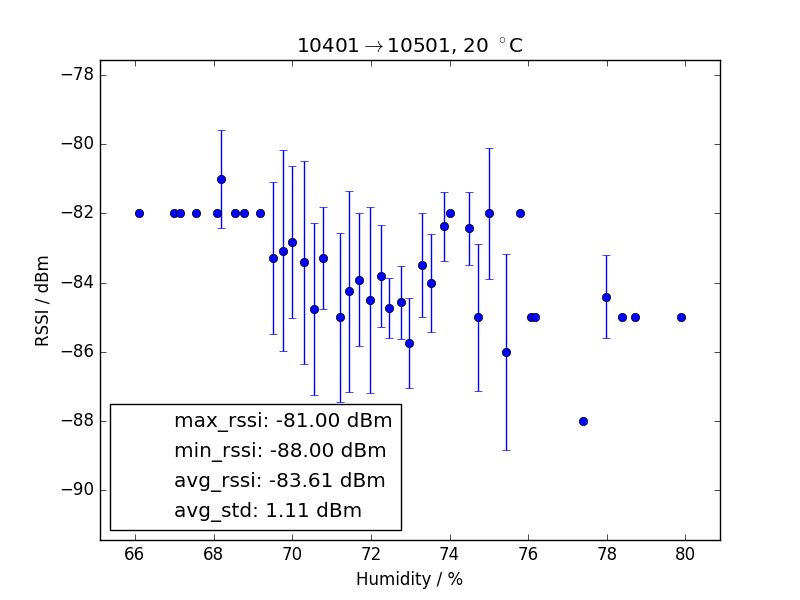 10401→10501, 20 °C
−78
−80
−82
−84
−86
−88
−90
RSSI / dBm
max_rssi: -81.00 dBm
min_rssi: -88.00 dBm
avg_rssi: -83.61 dBm
avg_std: 1.11 dBm
66 68 70 72 74 76 78 80
Humidity / %